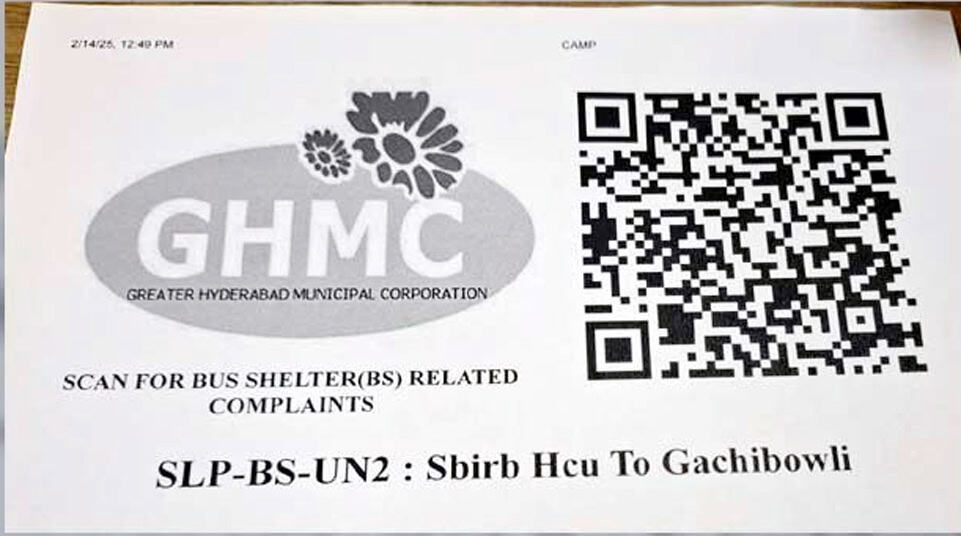 2/14/25, 12:49 PM
CAMP
GHMC
GREATER HYDERABAD MUNICIPAL CORPORATION
SCAN FOR BUS SHELTER(BS) RELATED
COMPLAINTS
SLP-BS-UN2 : Sbirb Hcu To Gachibowli